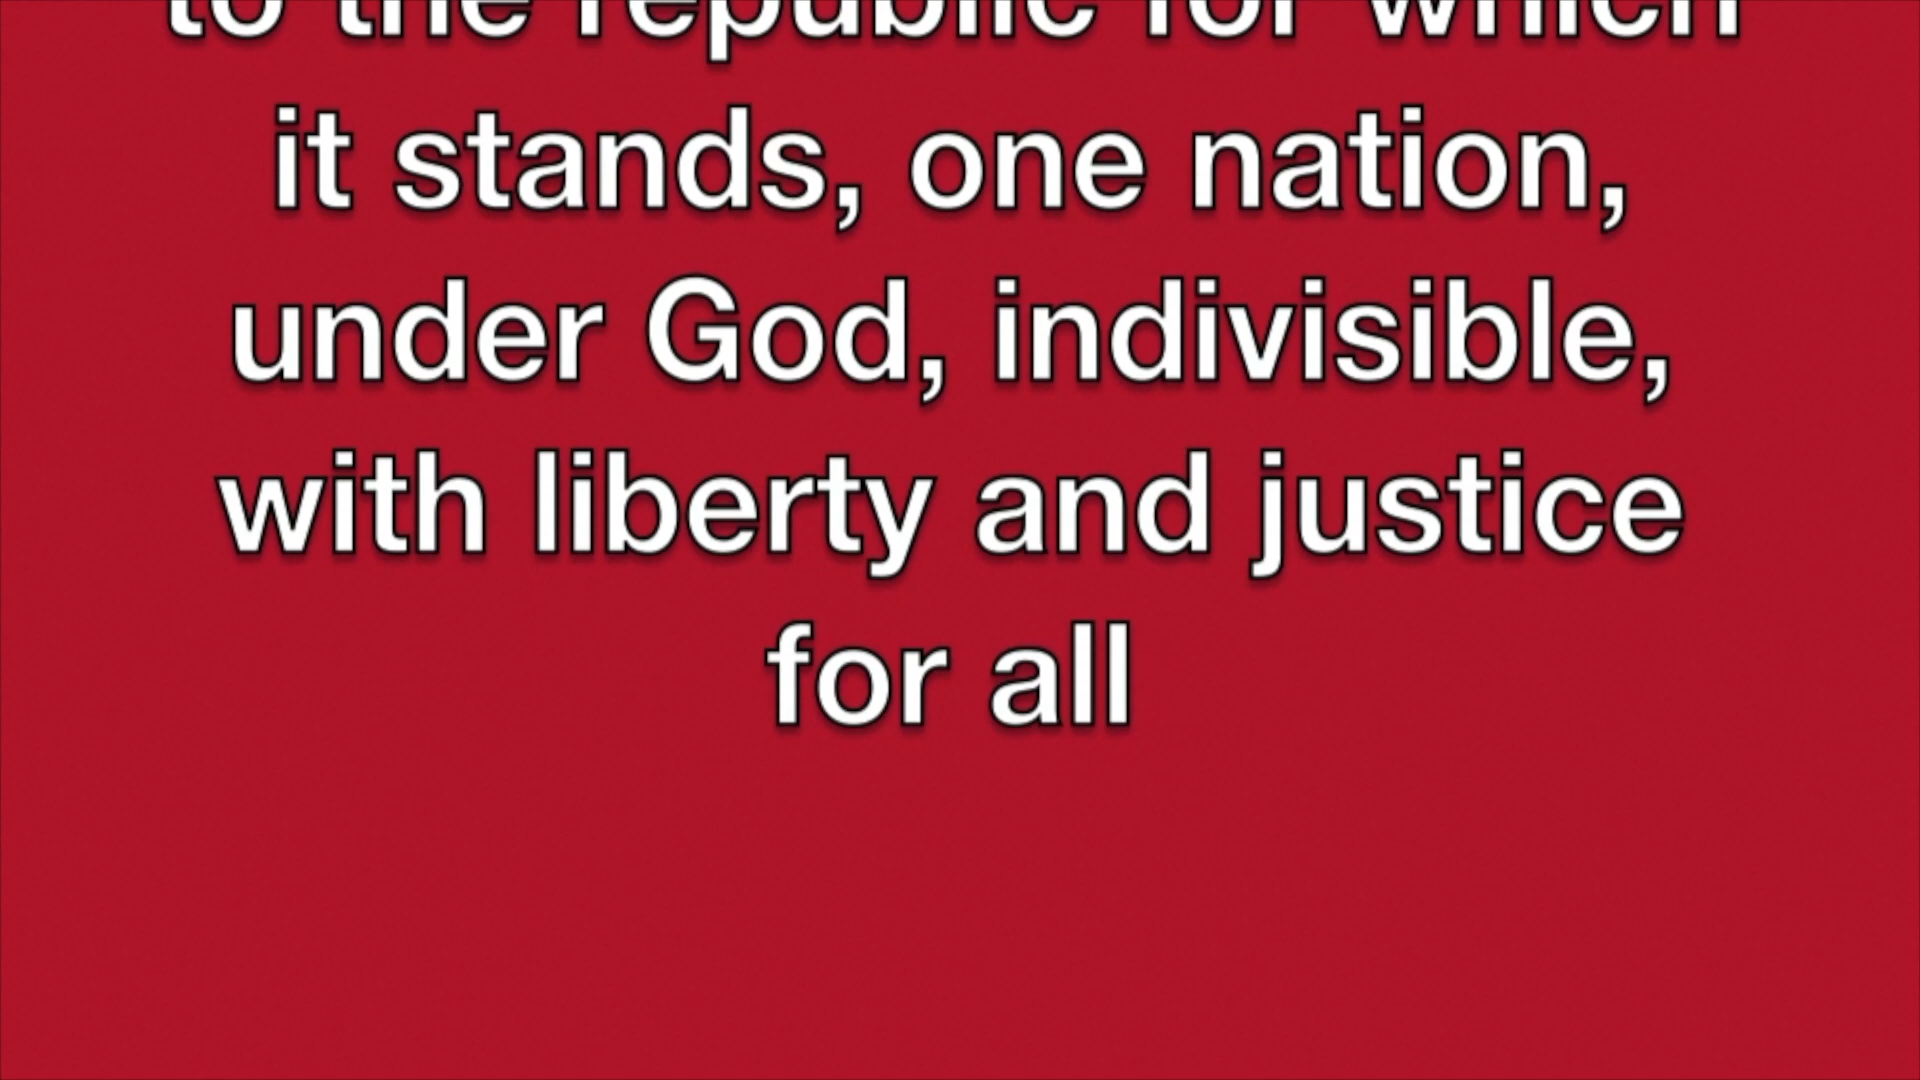 to the republic for which
it stands, one nation,
under God, indivisible,
with liberty and justice
for all